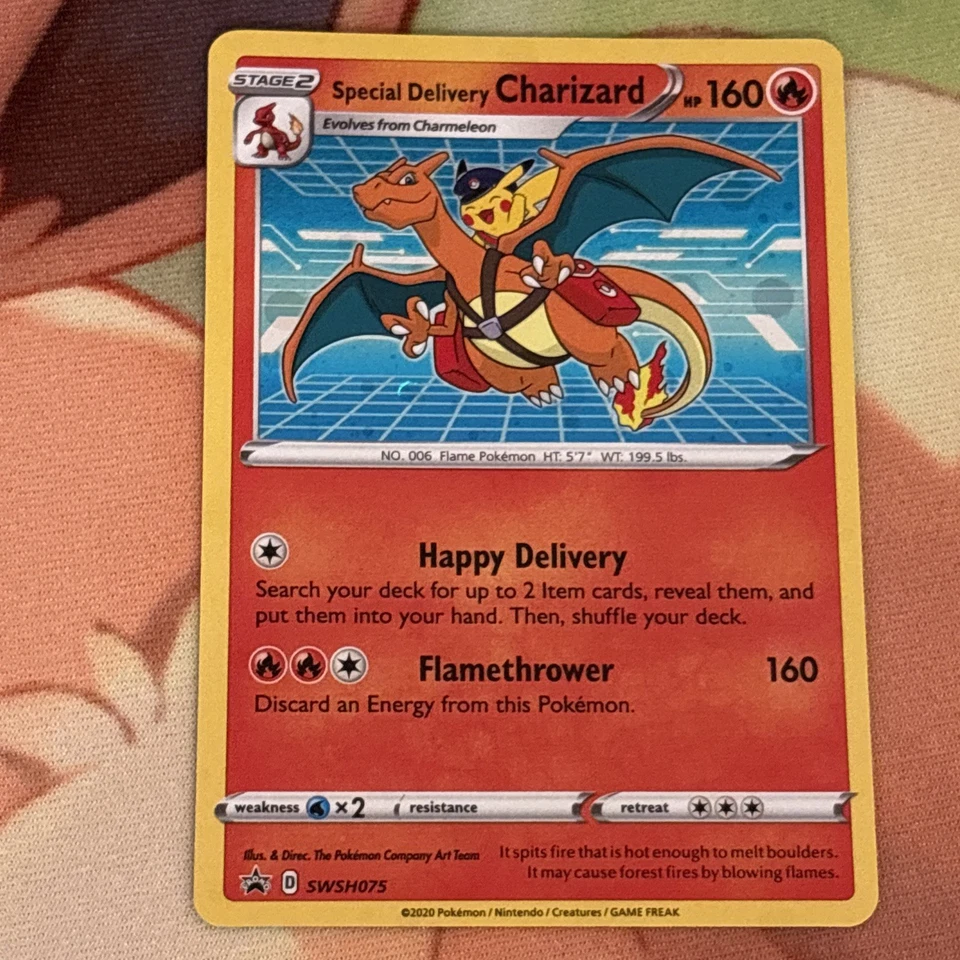 STAGE2
Special Delivery Charizard HP 160
Evolves from Charmeleon
NO. 006 Flame Pokémon HT: 5'7" WT: 199.5 lbs.
Happy Delivery
Search your deck for up to 2 Item cards, reveal them, and
put them into your hand. Then, shuffle your deck.
Flamethrower 160
Discard an Energy from this Pokémon.
weakness ×2 resistance retreat
Illus. & Direc. The Pokémon Company Art Team
It spits fire that is hot enough to melt boulders.
It may cause forest fires by blowing flames.
PROMO D SWSH075
©2020 Pokémon / Nintendo / Creatures / GAME FREAK